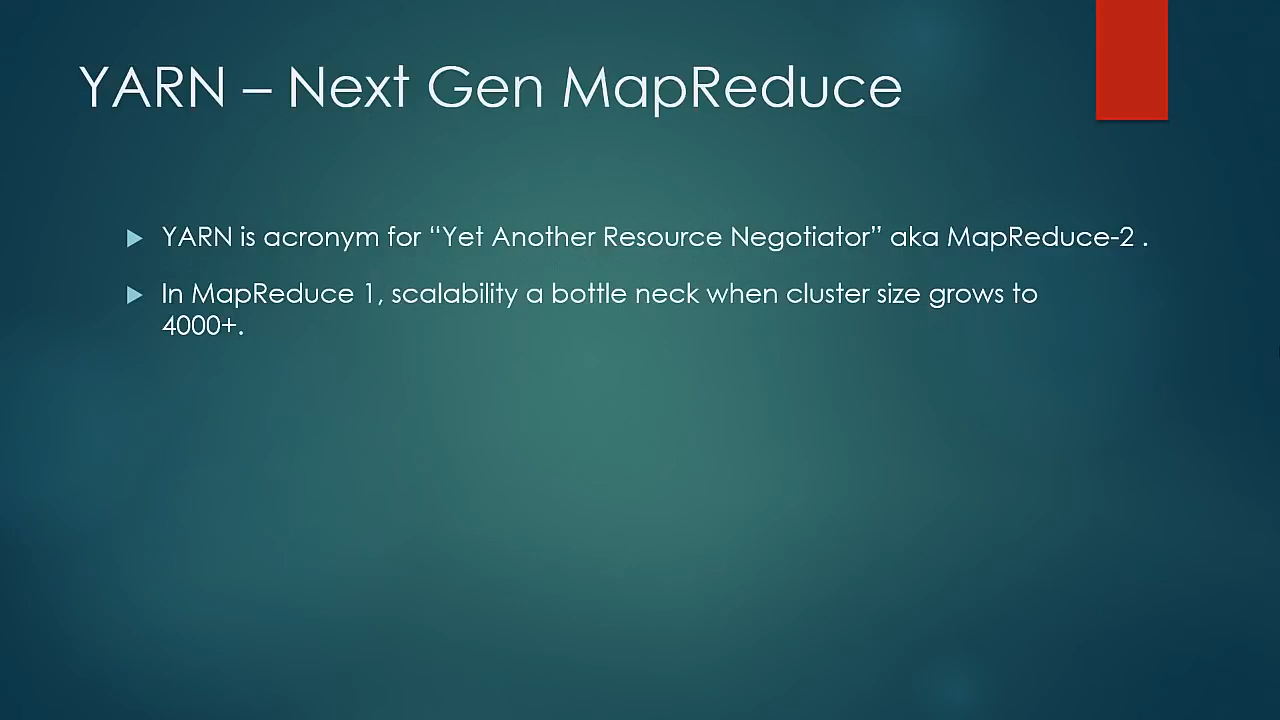 YARN – Next Gen MapReduce
YARN is acronym for “Yet Another Resource Negotiator” aka MapReduce-2 .
In MapReduce 1, scalability a bottle neck when cluster size grows to
4000+.